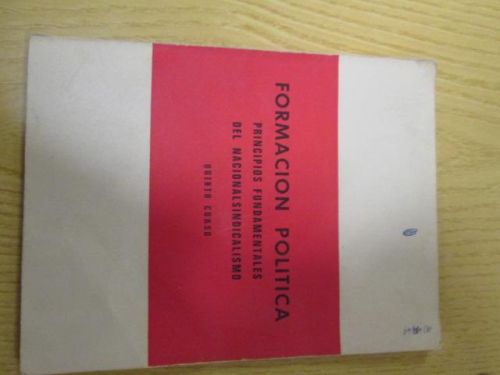 FORMACION POLITICA
PRINCIPIOS FUNDAMENTALES
DEL NACIONALSINDICALISMO
QUINTO CURSO